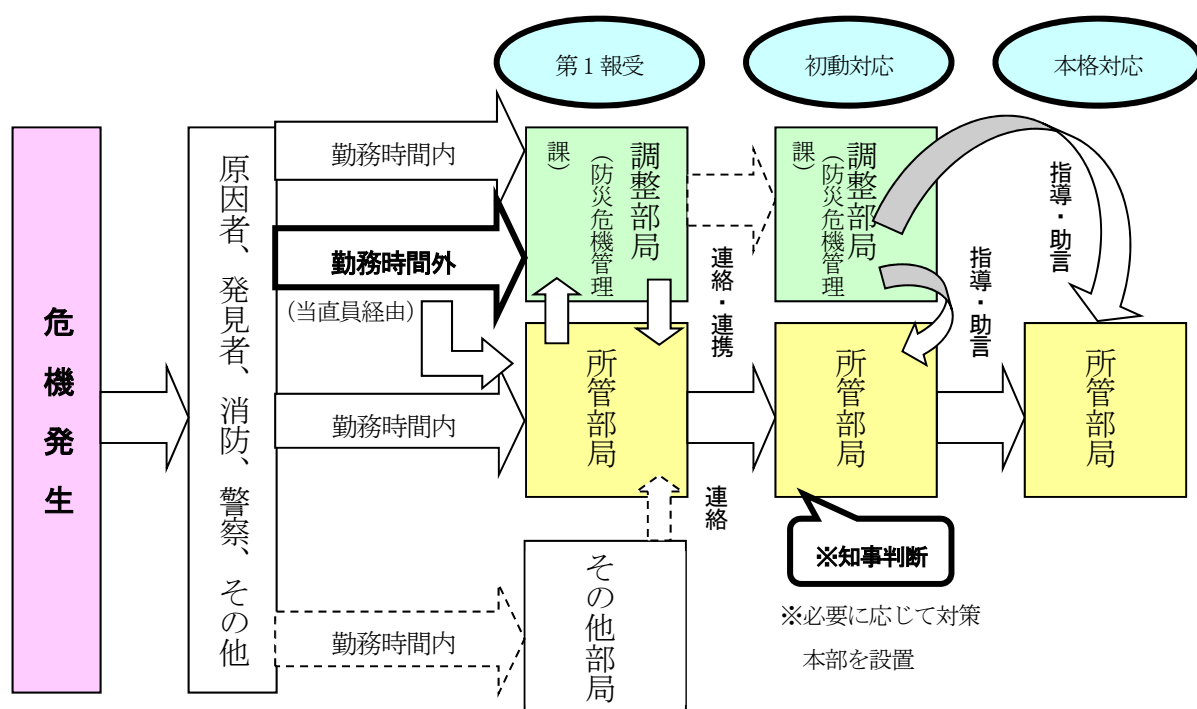 第１報受
初動対応
本格対応
危機発生
原因者、発見者、消防、警察、その他
勤務時間内
勤務時間外
（当直員経由）
勤務時間内
勤務時間内
調整部局
（防災危機管理
課）
所管部局
その他部局
連絡・連携
連絡
調整部局
（防災危機管理
課）
所管部局
※知事判断
※必要に応じて対策
本部を設置
指導・助言
指導・助言
所管部局